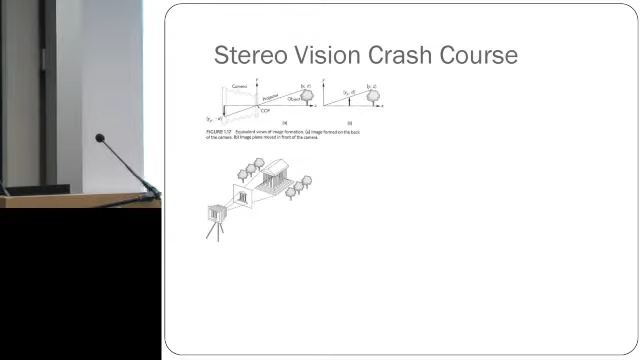 Stereo Vision Crash Course
Camera
Projector
Object
COP
(a)
(b)
FIGURE 1.17 Equivalent views of image formation. (a) Image formed on the back
of the camera. (b) Image plane moved in front of the camera.